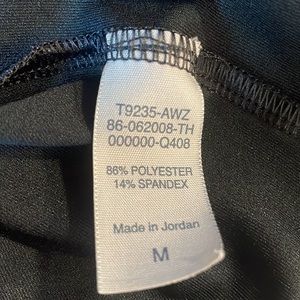 T9235-AWZ
86-062008-TH
000000-Q408
86% POLYESTER
14% SPANDEX
Made in Jordan
M